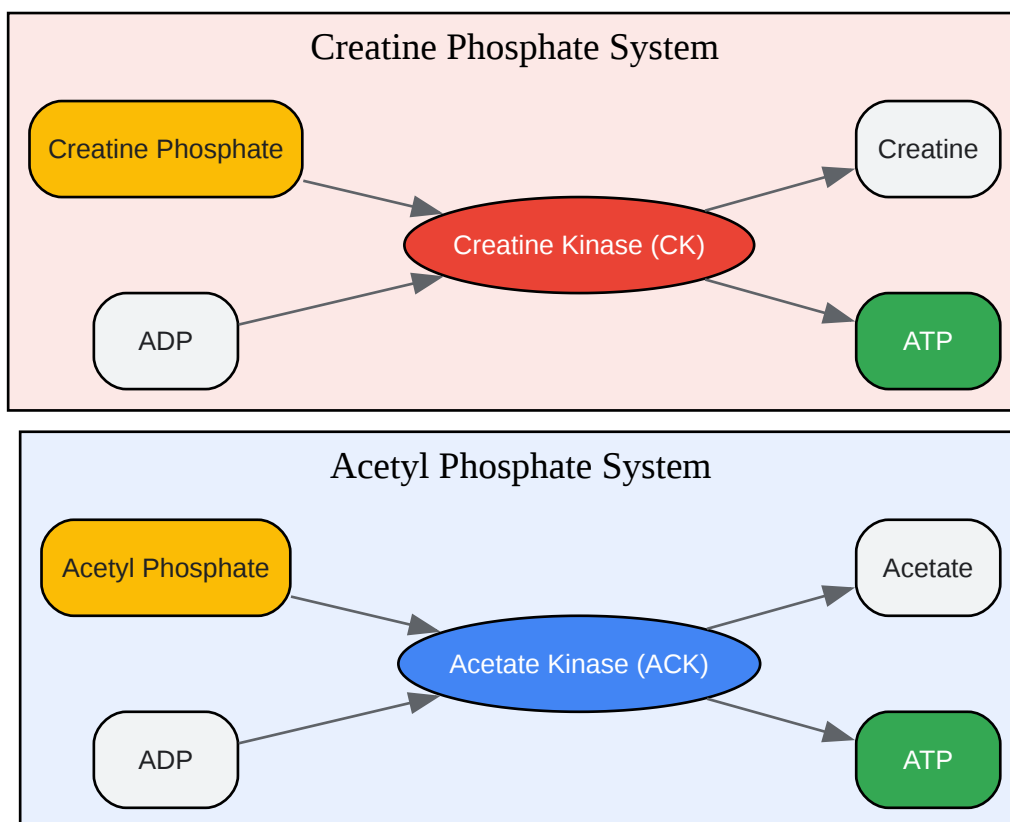 Creatine Phosphate System
Creatine Phosphate
Creatine
Creatine Kinase (CK)
ADP
ATP
Acetyl Phosphate System
Acetyl Phosphate
Acetate
Acetate Kinase (ACK)
ADP
ATP